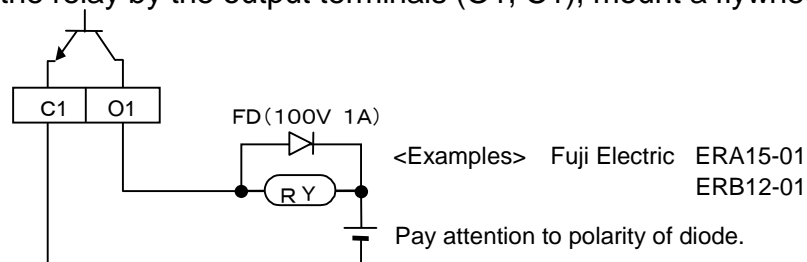 the relay by the output terminals (O1, C1), mount a flywhe
C1 O1
FD(100V 1A)
<Examples> Fuji Electric ERA15-01
ERB12-01
RY
Pay attention to polarity of diode.